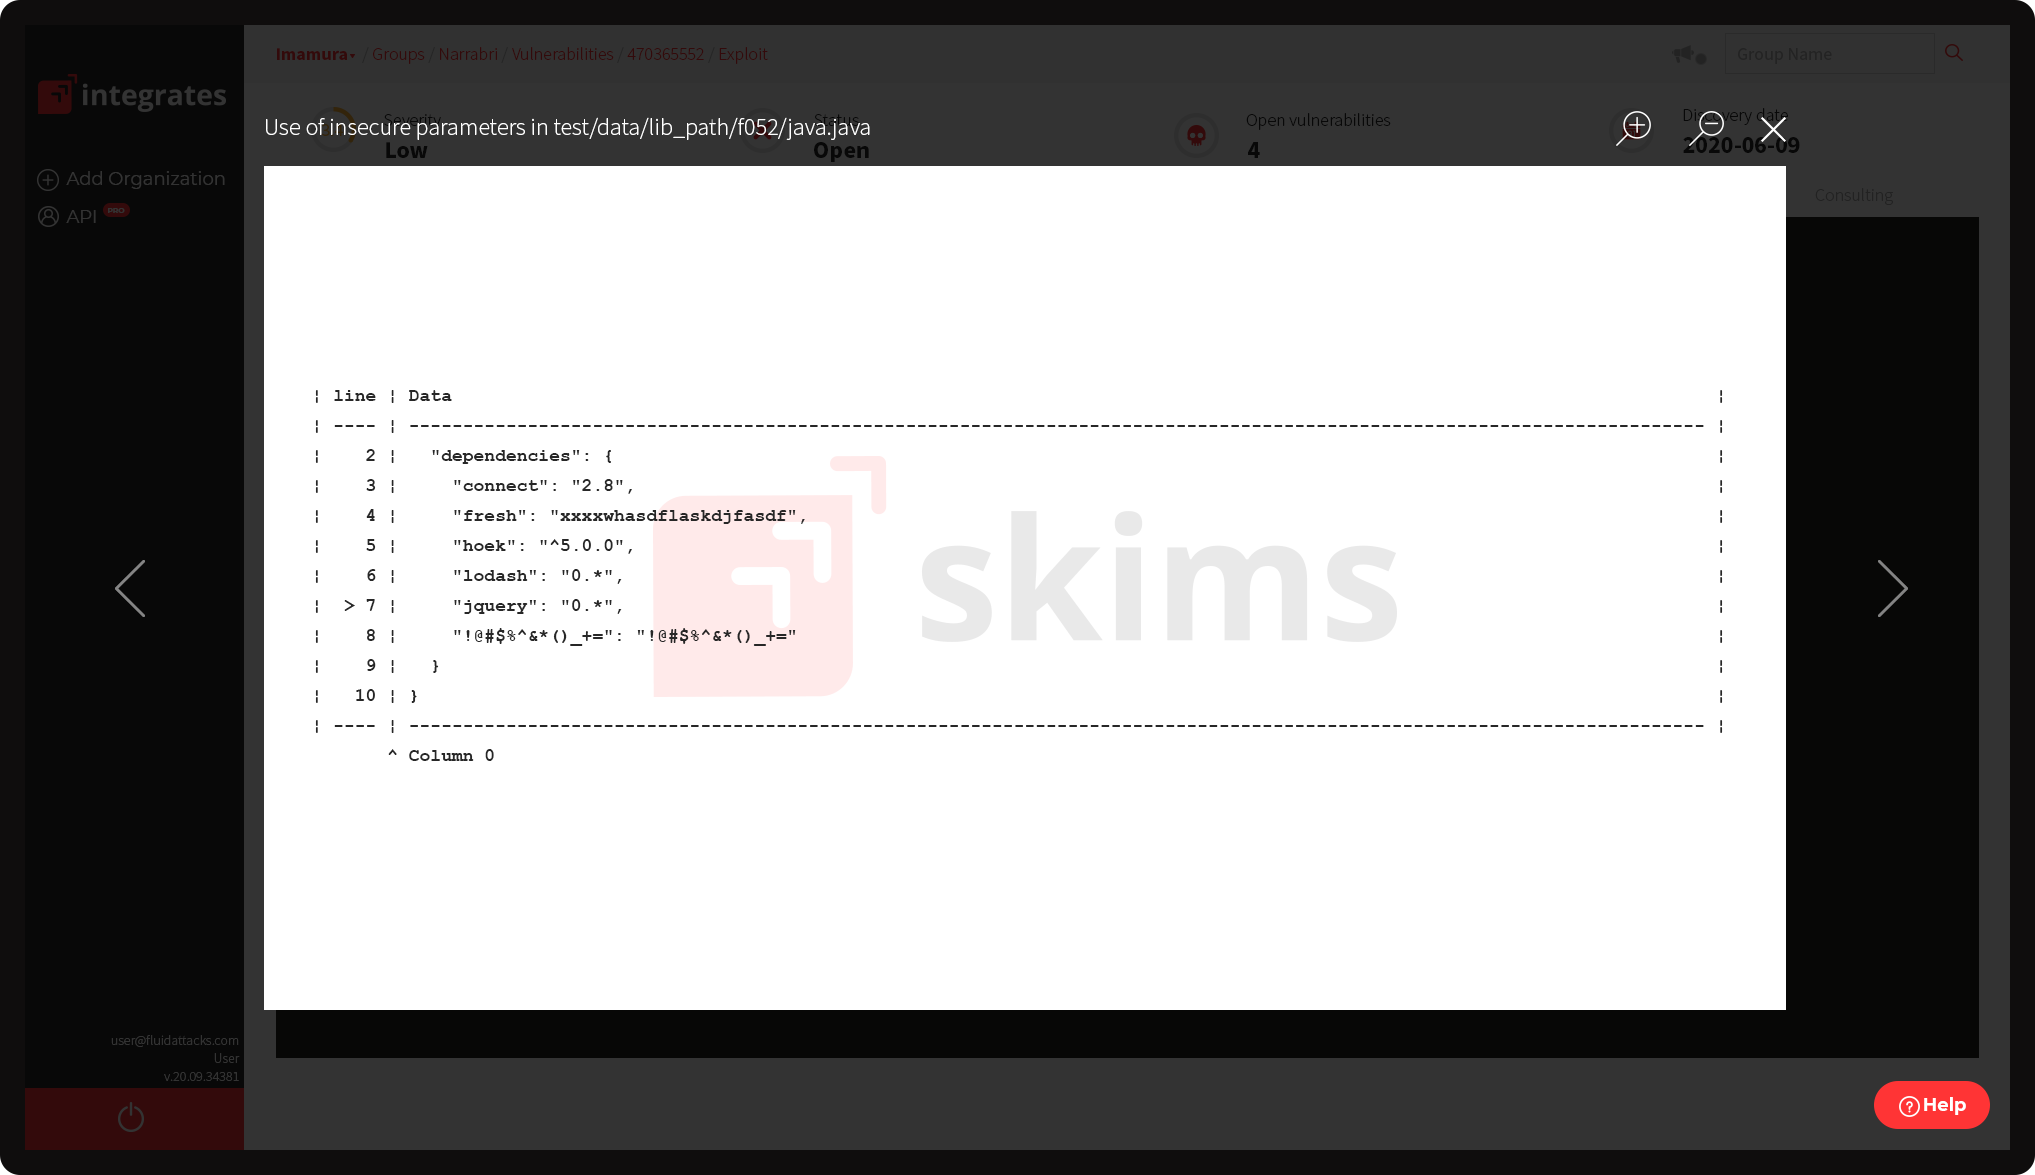 Imamura / Groups / Narrabri / Vulnerabilities / 470365552 / Exploit
Group Name
integrates
Add Organization
API PRO
Severity
Low
Status
Open
Open vulnerabilities
4
Discovery date
2020-06-09
Consulting
Use of insecure parameters in test/data/lib_path/f052/java.java
¦ line ¦ Data ¦
¦ ---- ¦ ------------------------------------------------------------------------------------------------------------------------ ¦
¦    2 ¦   "dependencies": { ¦
¦    3 ¦     "connect": "2.8", ¦
¦    4 ¦     "fresh": "xxxxwhasdflaskdjfasdf", ¦
¦    5 ¦     "hoek": "^5.0.0", ¦
¦    6 ¦     "lodash": "0.*", ¦
¦  > 7 ¦     "jquery": "0.*", ¦
¦    8 ¦     "!@#$%^&*()_+=": "!@#$%^&*()_+=" ¦
¦    9 ¦   } ¦
¦   10 ¦ } ¦
¦ ---- ¦ ------------------------------------------------------------------------------------------------------------------------ ¦
^ Column 0
skims
user@fluidattacks.com
User
v.20.09.34381
Help